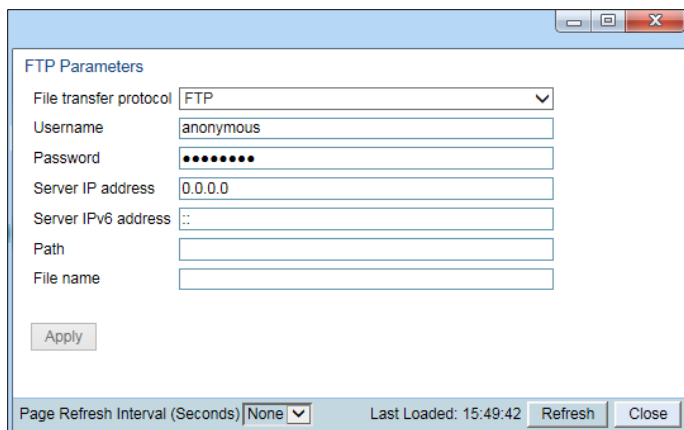 FTP Parameters
File transfer protocol FTP
Username anonymous
Password ●●●●●●●●
Server IP address 0.0.0.0
Server IPv6 address ::
Path
File name
Apply
Page Refresh Interval (Seconds) None Last Loaded: 15:49:42 Refresh Close